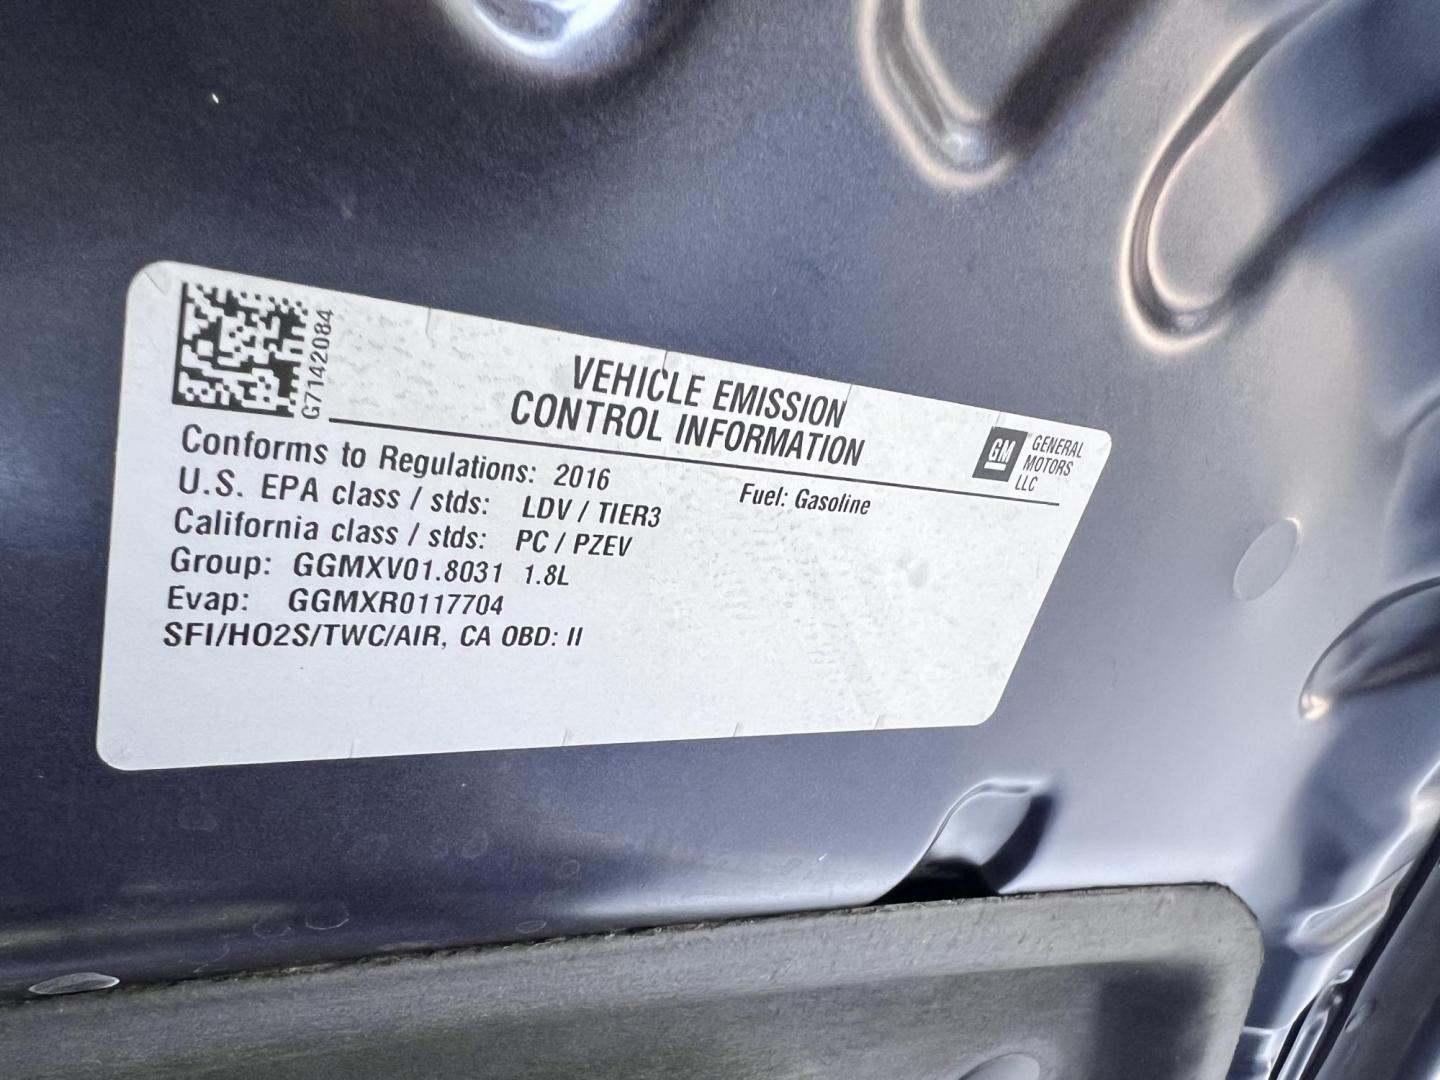 G7142084
VEHICLE EMISSION
CONTROL INFORMATION
GM GENERAL
MOTORS
LLC
Conforms to Regulations: 2016
Fuel: Gasoline
U.S. EPA class / stds: LDV / TIER3
California class / stds: PC / PZEV
Group: GGMXV01.8031 1.8L
Evap: GGMXR0117704
SFI/HO2S/TWC/AIR, CA OBD: II